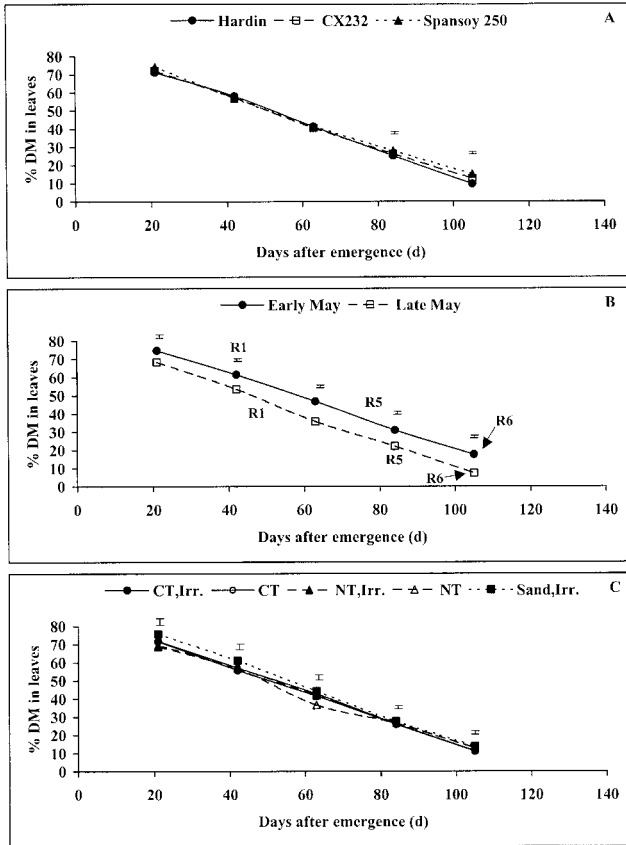 A
Hardin CX232 Spansoy 250
80
70
60
50
40
30
20
10
0
% DM in leaves
0 20 40 60 80 100 120 140
Days after emergence (d)
B
Early May Late May
80
70
60
50
40
30
20
10
0
% DM in leaves
R1
R1
R5
R5
R6
R6
0 20 40 60 80 100 120 140
Days after emergence (d)
C
CT,Irr. CT NT,Irr. NT Sand,Irr.
80
70
60
50
40
30
20
10
0
% DM in leaves
0 20 40 60 80 100 120 140
Days after emergence (d)